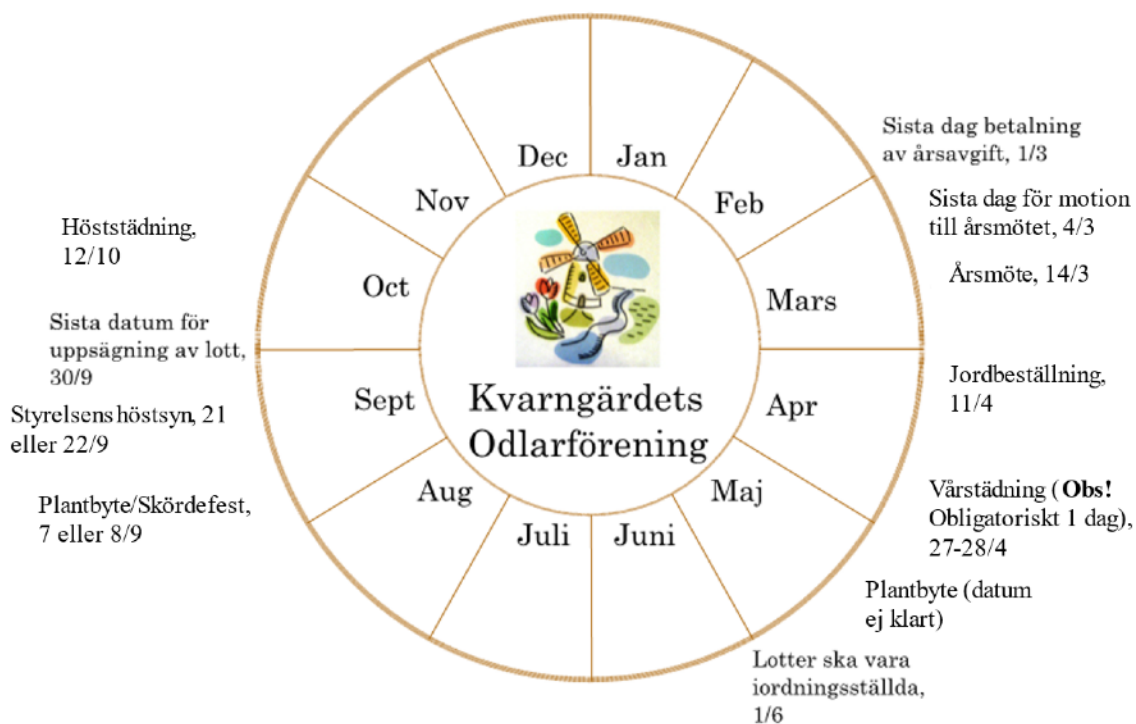 Dec
Jan
Nov
Feb
Oct
Mars
Sept
Apr
Aug
Maj
Juli
Juni
Kvarngärdets
Odlarförening
Sista dag betalning
av årsavgift, 1/3
Sista dag för motion
till årsmötet, 4/3
Årsmöte, 14/3
Jordbeställning,
11/4
Vårstädning (Obs!
Obligatoriskt 1 dag),
27-28/4
Plantbyte (datum
ej klart)
Lotter ska vara
iordningsställda,
1/6
Höststädning,
12/10
Sista datum för
uppsägning av lott,
30/9
Styrelsens höstsyn, 21
eller 22/9
Plantbyte/Skördefest,
7 eller 8/9